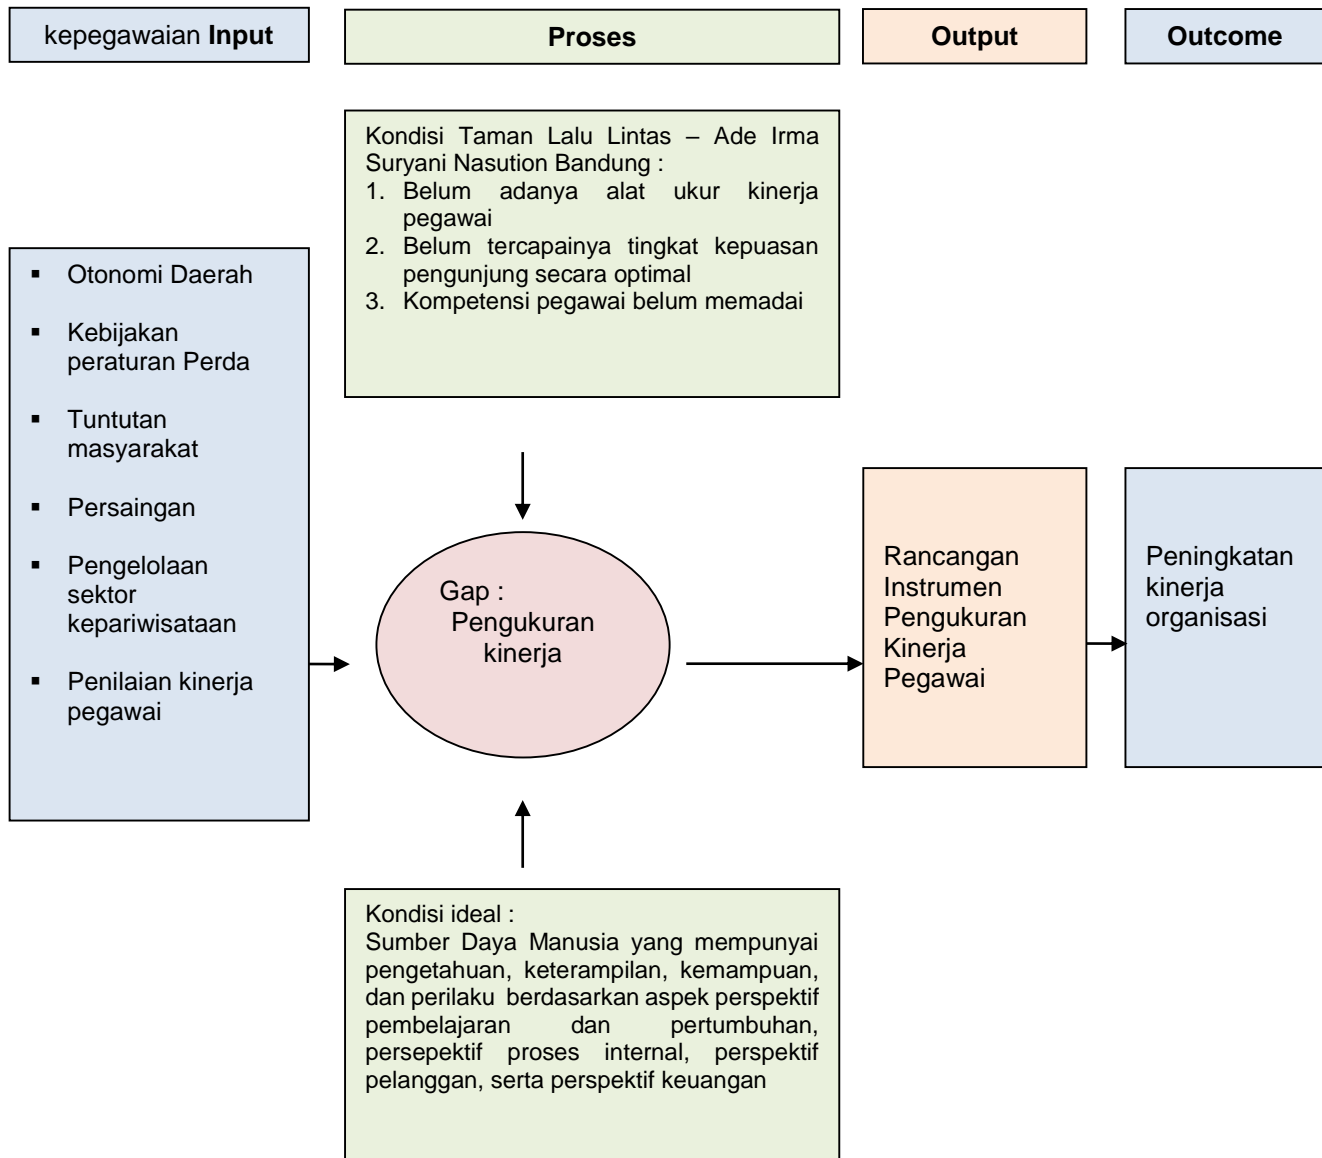 kepegawaian Input
Proses
Output
Outcome
Kondisi Taman Lalu Lintas – Ade Irma
Suryani Nasution Bandung :
1. Belum adanya alat ukur kinerja
pegawai
2. Belum tercapainya tingkat kepuasan
pengunjung secara optimal
3. Kompetensi pegawai belum memadai
▪ Otonomi Daerah
▪ Kebijakan
peraturan Perda
▪ Tuntutan
masyarakat
▪ Persaingan
▪ Pengelolaan
sektor
kepariwisataan
▪ Penilaian kinerja
pegawai
Gap :
Pengukuran
kinerja
Rancangan
Instrumen
Pengukuran
Kinerja
Pegawai
Peningkatan
kinerja
organisasi
Kondisi ideal :
Sumber Daya Manusia yang mempunyai
pengetahuan, keterampilan, kemampuan,
dan perilaku berdasarkan aspek perspektif
pembelajaran dan pertumbuhan,
persepektif proses internal, perspektif
pelanggan, serta perspektif keuangan